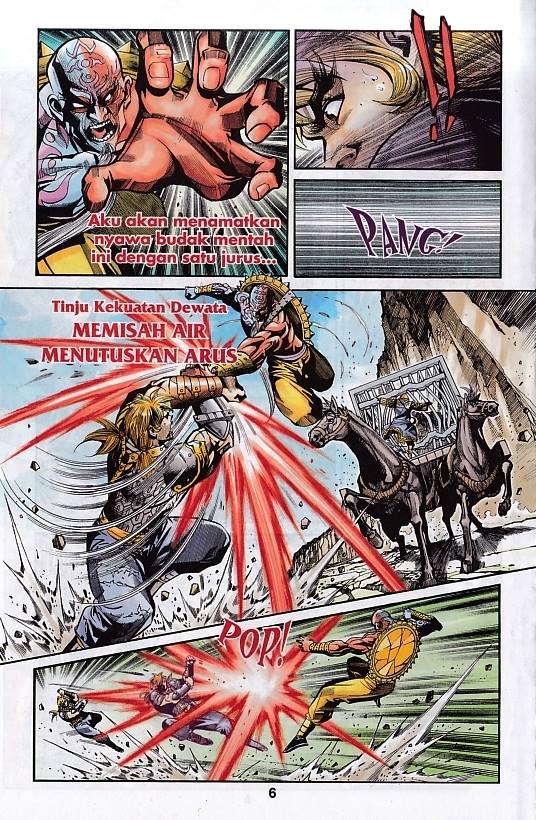 !!
Aku akan menamatkan
nyawa budak mentah
ini dengan satu jurus...
PANG!
Tinju Kekuatan Dewata
MEMISAH AIR
MENUTUSKAN ARUS
POP!
6